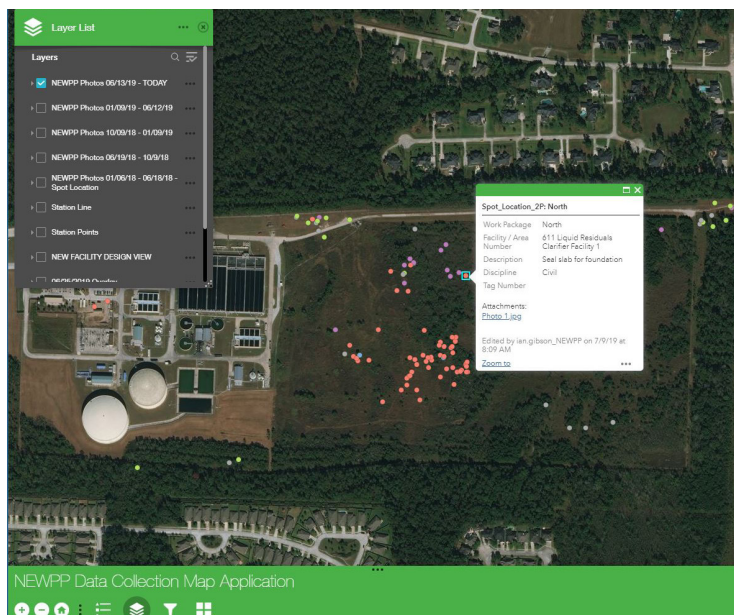 Layer List
Layers
NEWPP Photos 06/13/19 - TODAY
NEWPP Photos 01/09/19 - 06/12/19
NEWPP Photos 10/09/18 - 01/09/19
NEWPP Photos 06/19/18 - 10/9/18
NEWPP Photos 01/06/18 - 06/18/18 -
Spot Location
Station Line
Station Points
NEW FACILITY DESIGN VIEW
Spot_Location_2P: North
Work Package North
Facility / Area 611 Liquid Residuals
Number Clarifier Facility 1
Description Seal slab for foundation
Discipline Civil
Tag Number
Attachments:
Photo 1.jpg
Edited by ian.gibson_NEWPP on 7/9/19 at
8:09 AM
Zoom to
NEWPP Data Collection Map Application